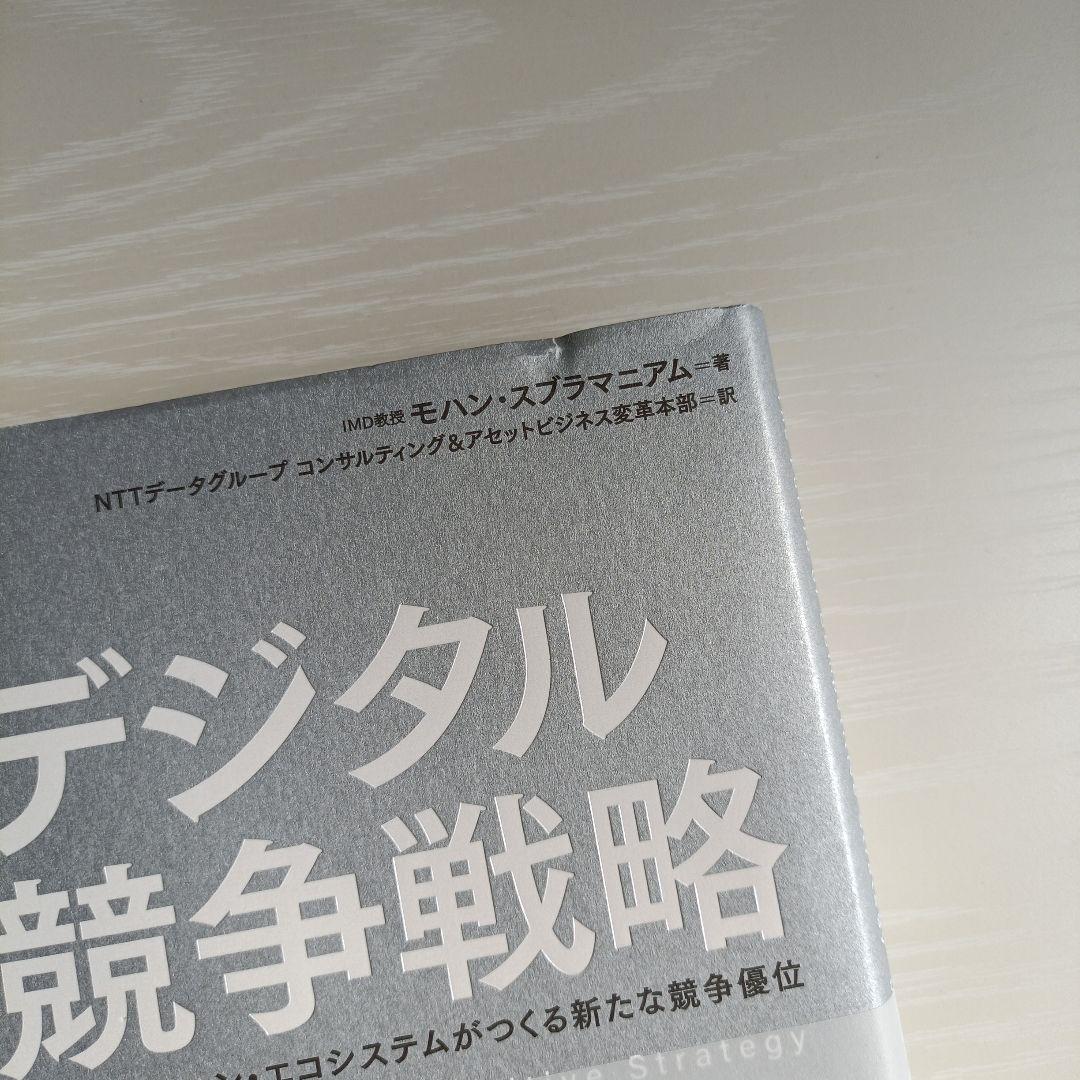 IMD教授 モハン・スブラマニアム＝著
NTTデータグループ コンサルティング&アセットビジネス変革本部＝訳
デジタル
競争戦略
ン・エコシステムがつくる新たな競争優位
Strategy